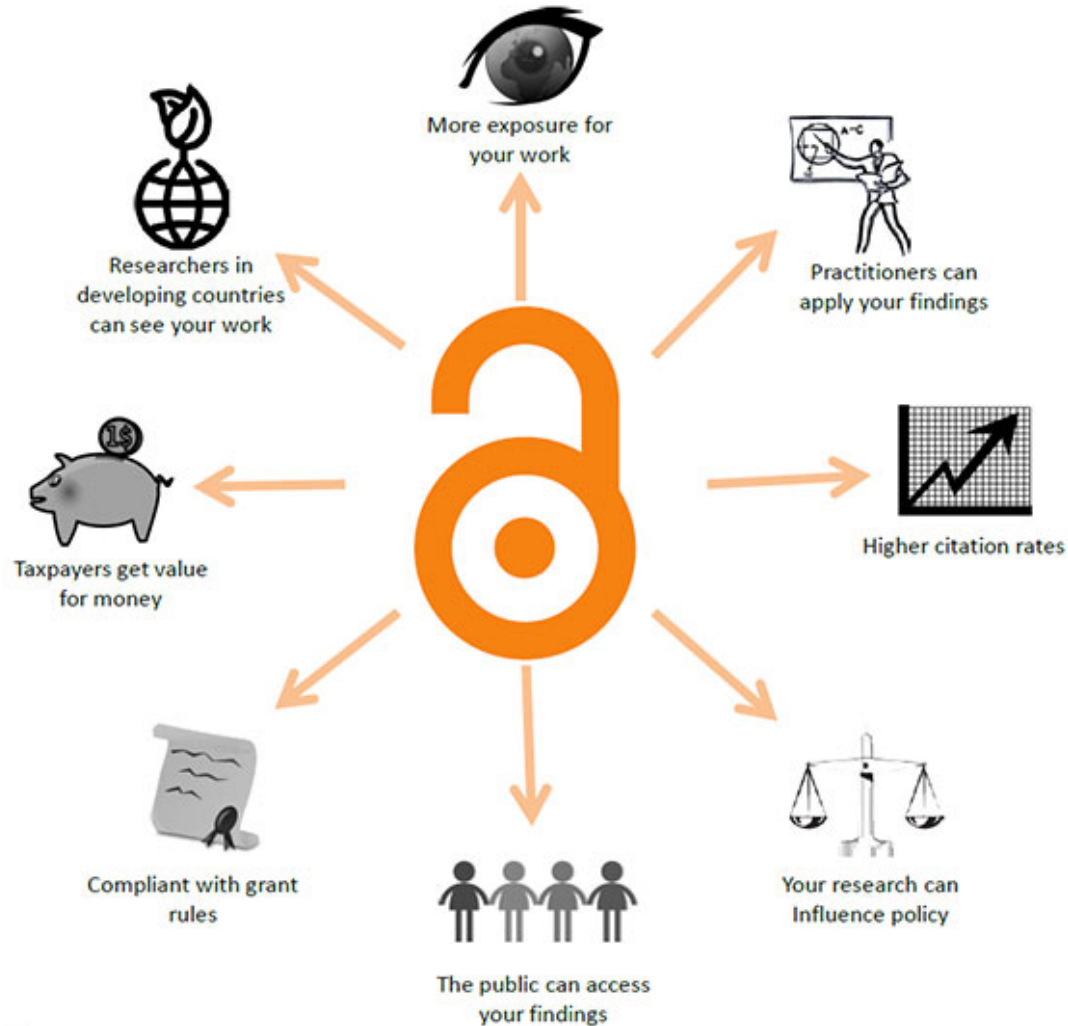 More exposure for
your work
A=C
Practitioners can
apply your findings
Higher citation rates
Your research can
Influence policy
The public can access
your findings
Compliant with grant
rules
1$
Taxpayers get value
for money
Researchers in
developing countries
can see your work